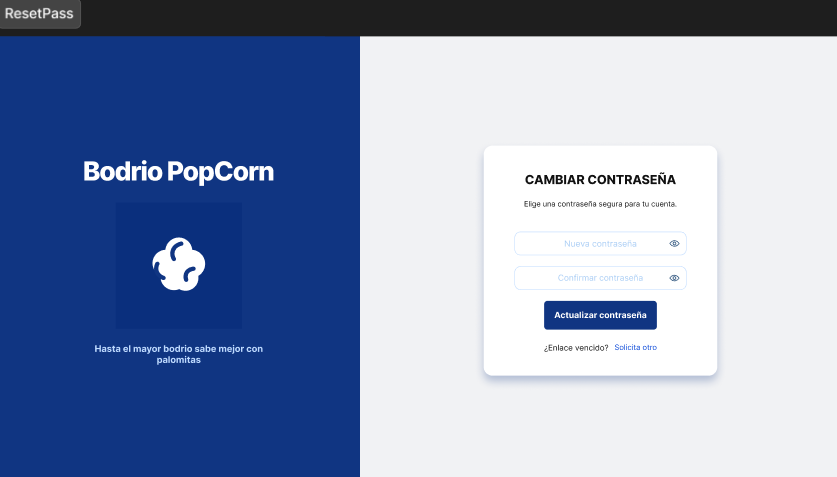 ResetPass
Bodrio PopCorn
Hasta el mayor bodrio sabe mejor con
palomitas
CAMBIAR CONTRASEÑA
Elige una contraseña segura para tu cuenta.
Nueva contraseña
Confirmar contraseña
Actualizar contraseña
¿Enlace vencido? Solicita otro